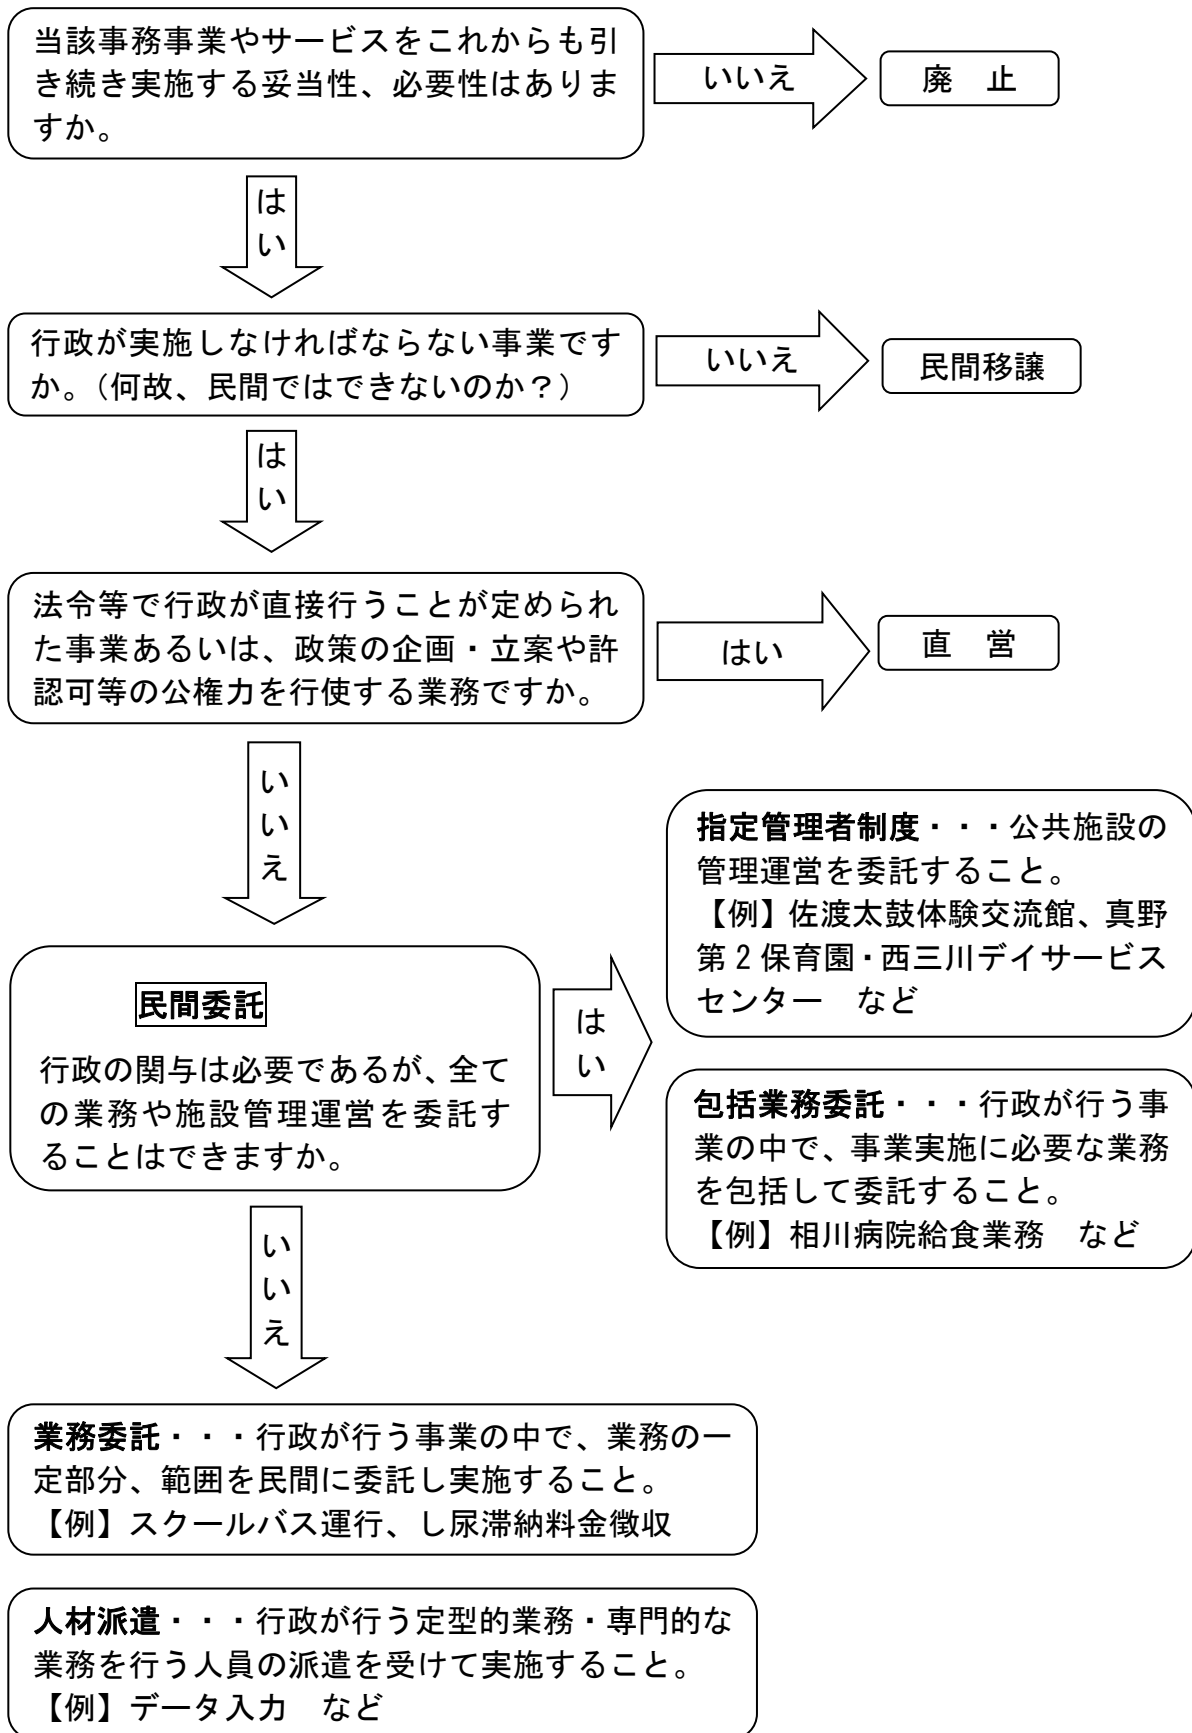 当該事務事業やサービスをこれからも引
き続き実施する妥当性、必要性はありま
すか。
いいえ
廃　止
はい
行政が実施しなければならない事業です
か。（何故、民間ではできないのか？）
いいえ
民間移譲
はい
法令等で行政が直接行うことが定められ
た事業あるいは、政策の企画・立案や許
認可等の公権力を行使する業務ですか。
はい
直　営
いいえ
民間委託
行政の関与は必要であるが、全て
の業務や施設管理運営を委託す
ることはできますか。
はい
指定管理者制度・・・公共施設の
管理運営を委託すること。
【例】佐渡太鼓体験交流館、真野
第２保育園・西三川デイサービス
センター　など
包括業務委託・・・行政が行う事
業の中で、事業実施に必要な業務
を包括して委託すること。
【例】相川病院給食業務　など
いいえ
業務委託・・・行政が行う事業の中で、業務の一
定部分、範囲を民間に委託し実施すること。
【例】スクールバス運行、し尿滞納料金徴収
人材派遣・・・行政が行う定型的業務・専門的な
業務を行う人員の派遣を受けて実施すること。
【例】データ入力　など